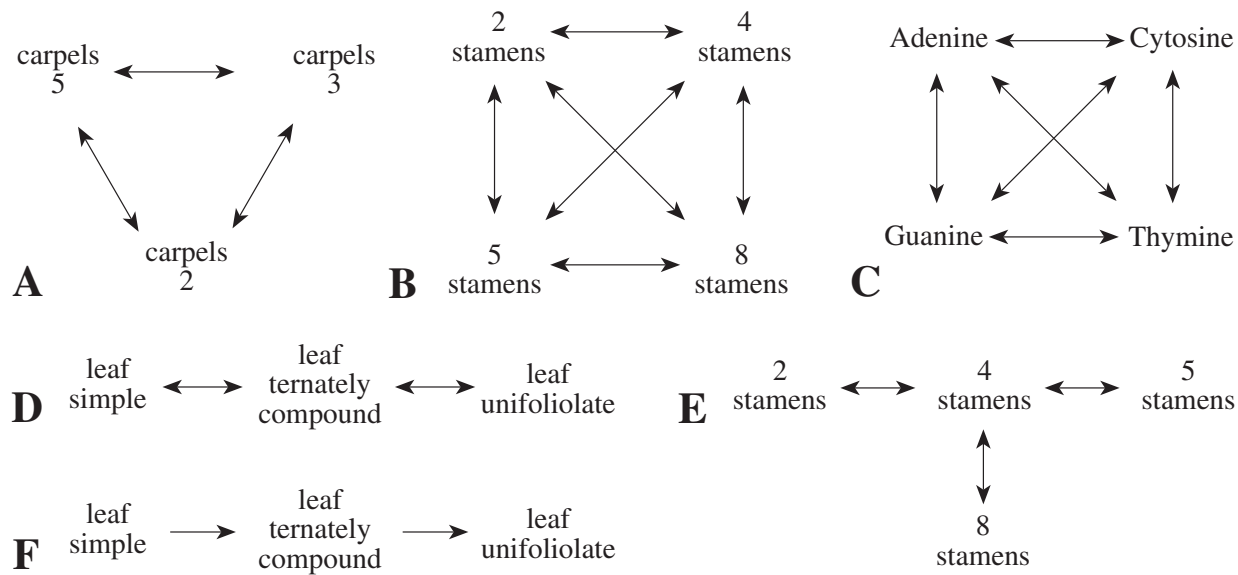 carpels
5
carpels
3
carpels
2
A
2
stamens
4
stamens
5
stamens
8
stamens
B
Adenine
Cytosine
Guanine
Thymine
C
leaf
simple
leaf
ternately
compound
leaf
unifoliolate
D
2
stamens
4
stamens
5
stamens
8
stamens
E
leaf
simple
leaf
ternately
compound
leaf
unifoliolate
F